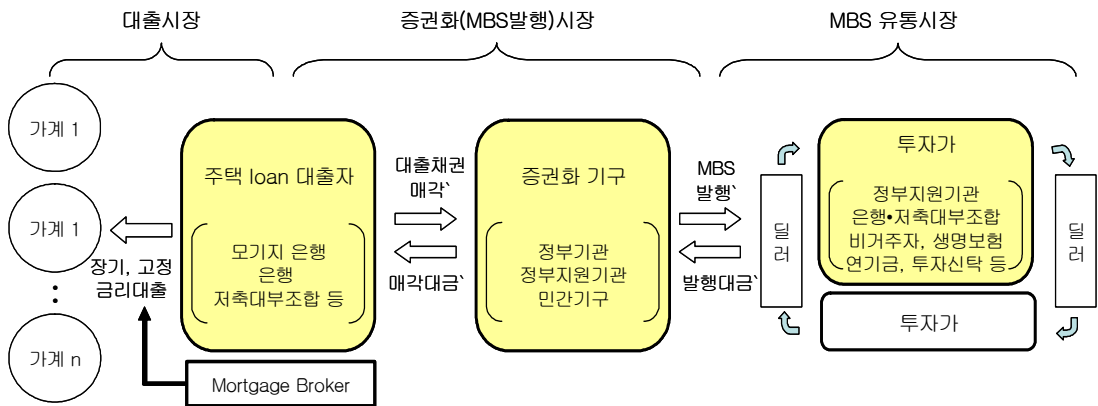 대출시장
증권화(MBS발행)시장
MBS 유통시장
가계 1
가계 1
:
가계 n
장기, 고정
금리대출
주택 loan 대출자
모기지 은행
은행
저축대부조합 등
Mortgage Broker
대출채권
매각`
매각대금`
증권화 기구
정부기관
정부지원기관
민간기구
MBS
발행`
발행대금`
딜
러
투자가
정부지원기관
은행•저축대부조합
비거주자, 생명보험
연기금, 투자신탁 등
투자가
딜
러